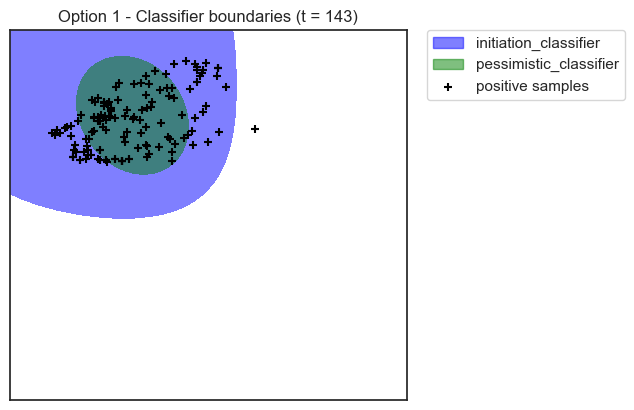 Option 1 - Classifier boundaries (t = 143)
initiation_classifier
pessimistic_classifier
positive samples